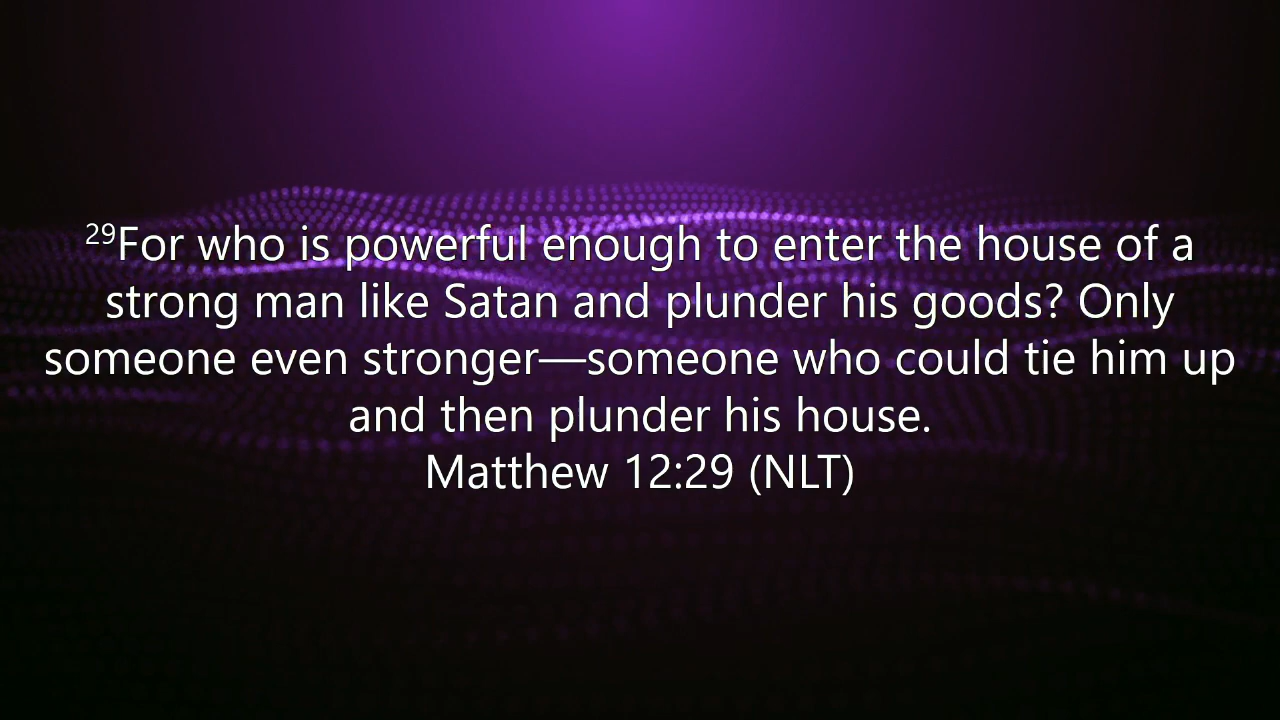 29For who is powerful enough to enter the house of a
strong man like Satan and plunder his goods? Only
someone even stronger—someone who could tie him up
and then plunder his house.
Matthew 12:29 (NLT)